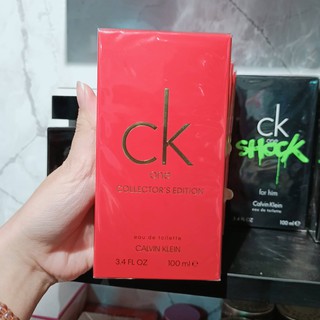 ck
one
COLLECTOR'S EDITION
eau de toilette
CALVIN KLEIN
3.4 FL OZ 100 ml e
ck
one
SHOCK
for him
Calvin Klein
eau de toilette
100 ml e